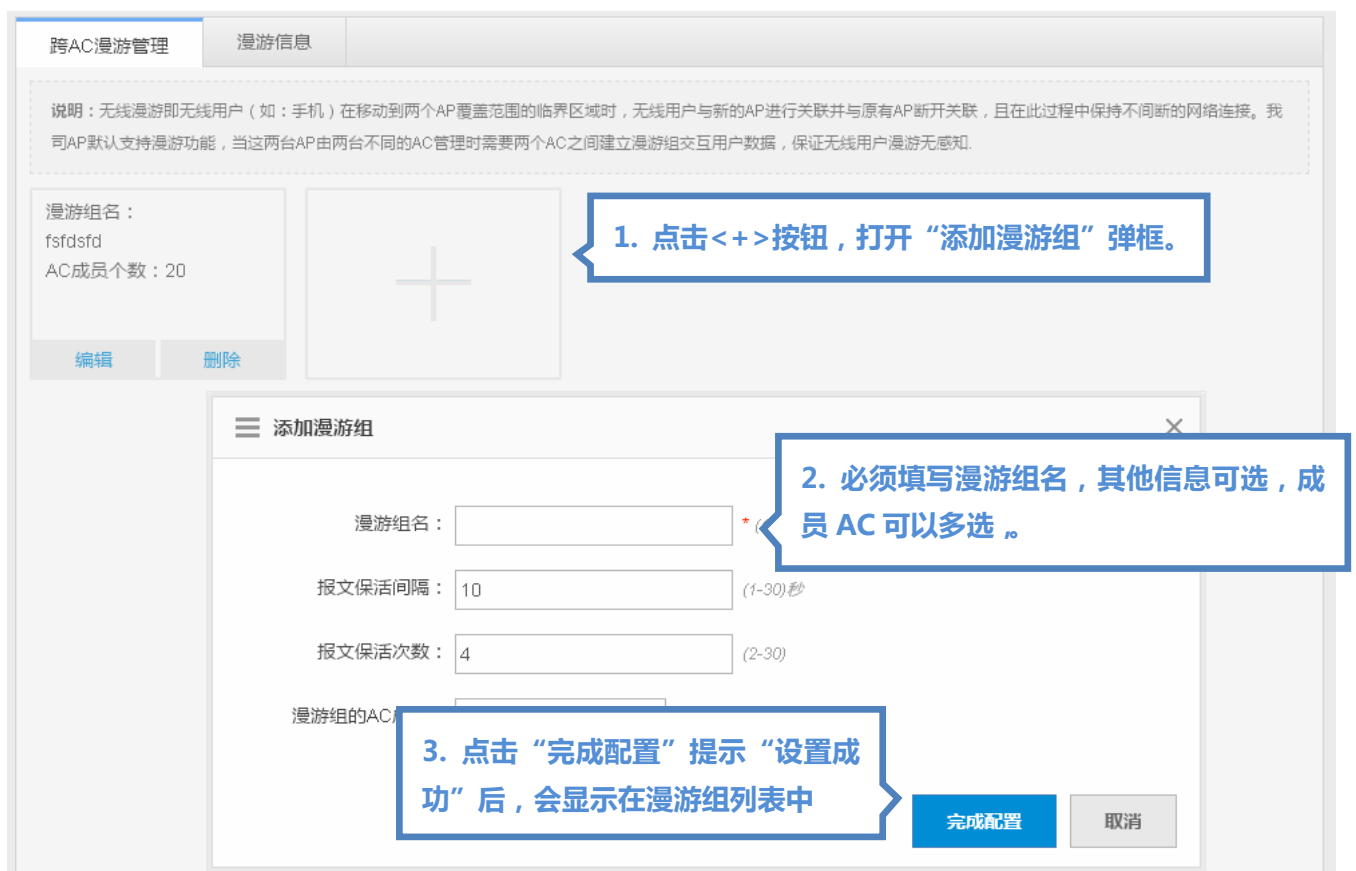 跨AC漫游管理
漫游信息
说明：无线漫游即无线用户（如：手机）在移动到两个AP覆盖范围的临界区域时，无线用户与新的AP进行关联并与原有AP断开关联，且在此过程中保持不间断的网络连接。我
司AP默认支持漫游功能，当这两台AP由两台不同的AC管理时需要两个AC之间建立漫游组交互用户数据，保证无线用户漫游无感知.
漫游组名：
fsfdsfd
AC成员个数：20
编辑
删除
1. 点击<+>按钮，打开“添加漫游组”弹框。
添加漫游组
2. 必须填写漫游组名，其他信息可选，成
员 AC 可以多选，。
漫游组名：
*
报文保活间隔：
10
(1-30)秒
报文保活次数：
4
(2-30)
漫游组的AC
3. 点击“完成配置”提示“设置成
功”后，会显示在漫游组列表中
完成配置
取消